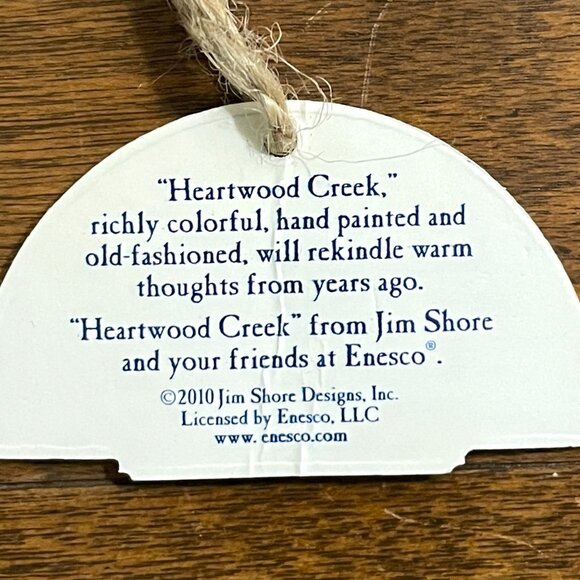 “Heartwood Creek,”
richly colorful, hand painted and
old-fashioned, will rekindle warm
thoughts from years ago.
“Heartwood Creek” from Jim Shore
and your friends at Enesco®.
©2010 Jim Shore Designs, Inc.
Licensed by Enesco, LLC
www. enesco.com